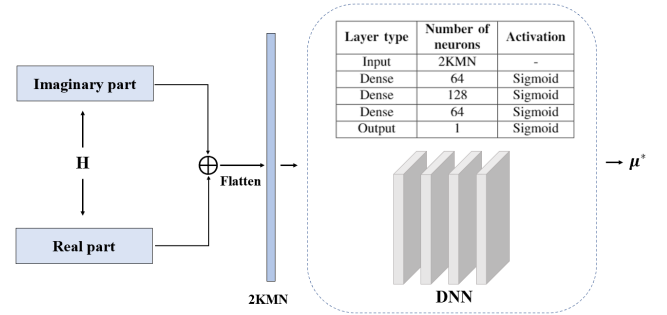 Imaginary part
H
Real part
Flatten
2KMN
Layer type Number of neurons Activation
Input 2KMN -
Dense 64 Sigmoid
Dense 128 Sigmoid
Dense 64 Sigmoid
Output 1 Sigmoid
DNN
μ*